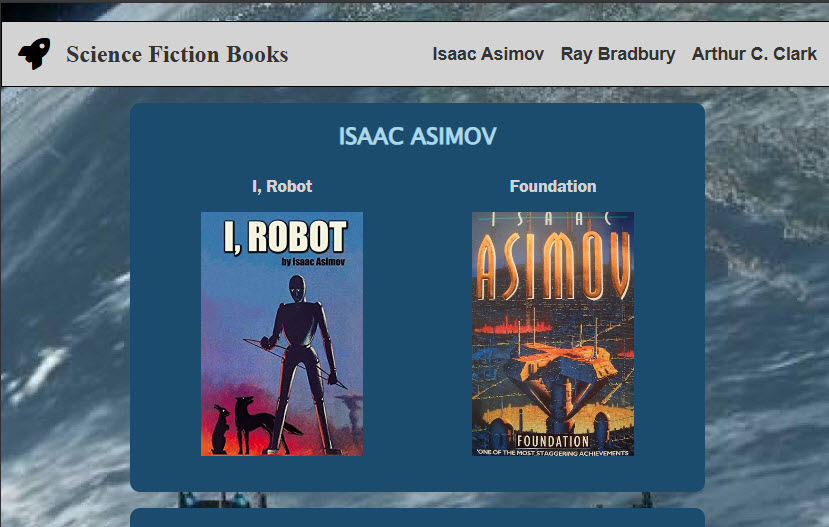 Science Fiction Books
Isaac Asimov Ray Bradbury Arthur C. Clark
ISAAC ASIMOV
I, Robot
I, ROBOT
by Isaac Asimov
Foundation
ISAAC
ASIMOV
FOUNDATION
'ONE OF THE MOST STAGGERING ACHIEVEMENTS